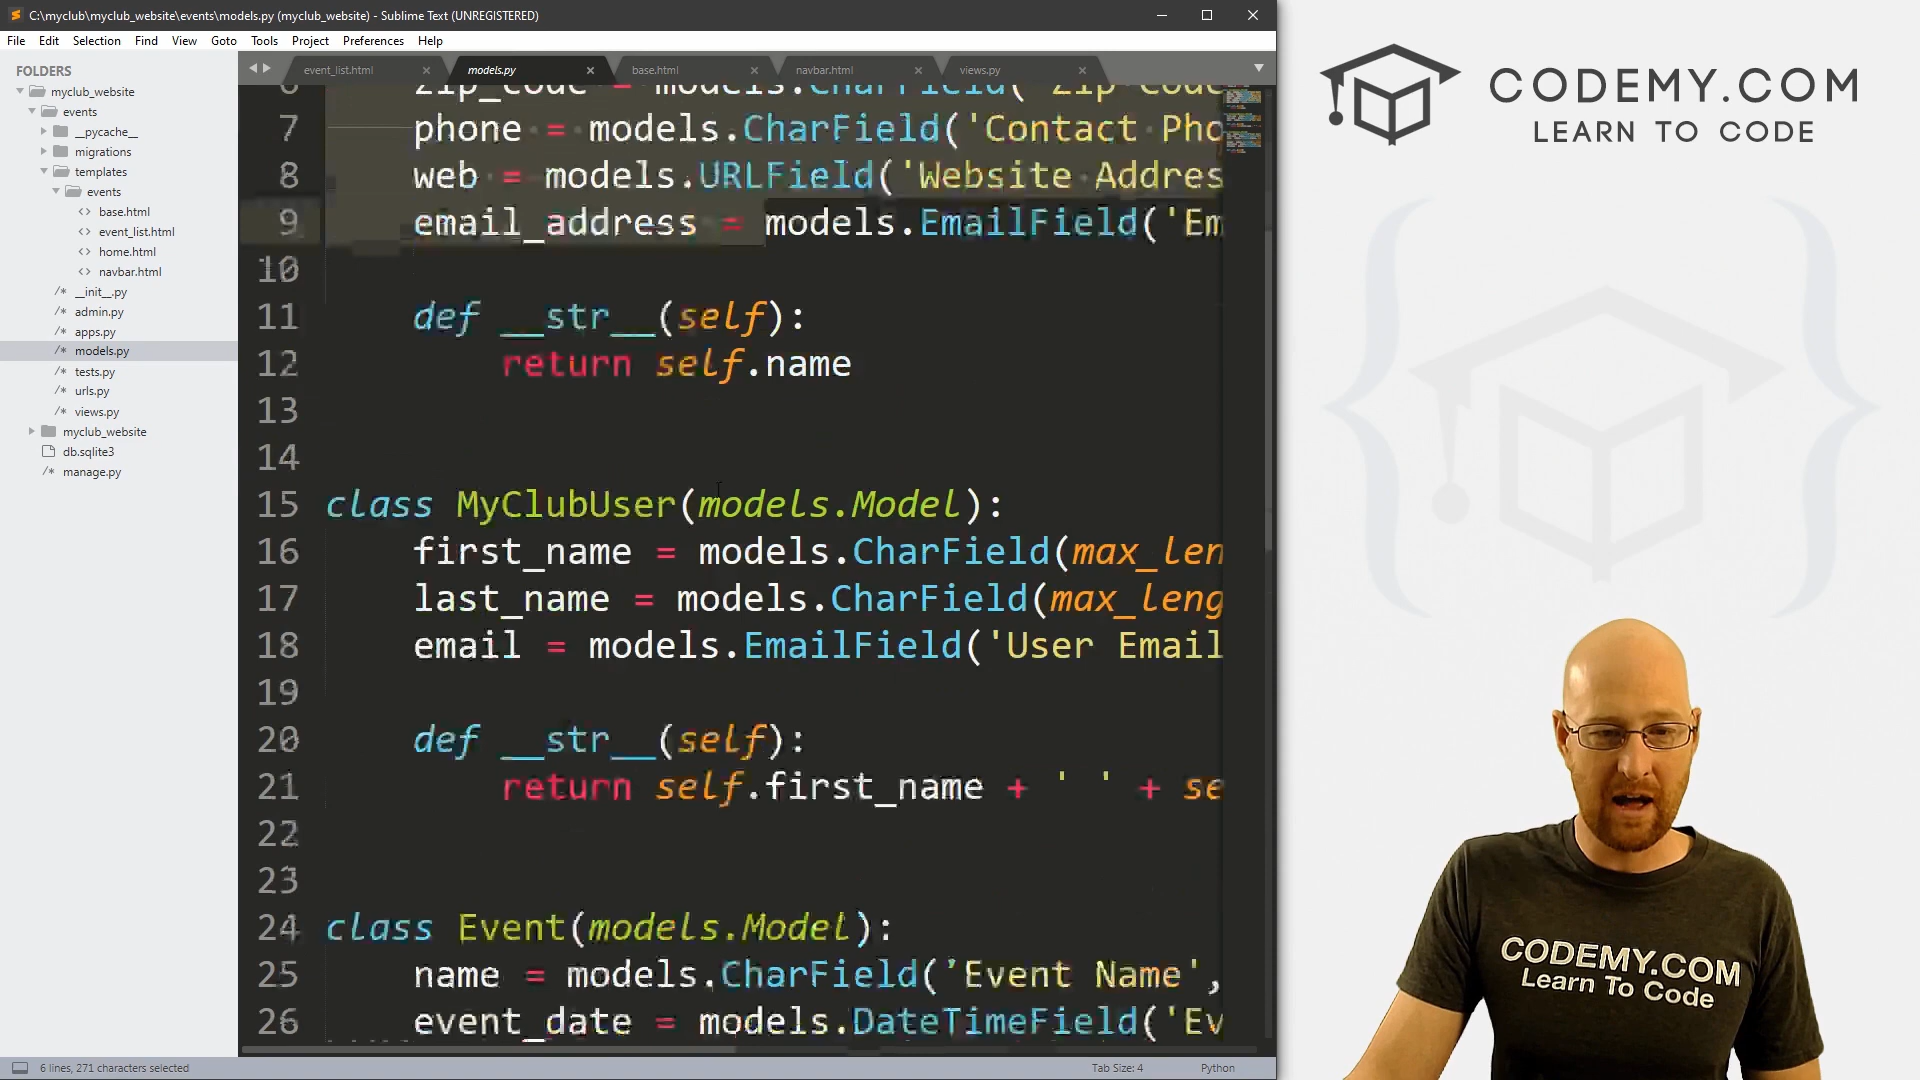 C:\myclub\myclub_website\events\models.py (myclub_website) - Sublime Text (UNREGISTERED)
File Edit Selection Find View Goto Tools Project Preferences Help
FOLDERS
myclub_website
events
__pycache__
migrations
templates
events
base.html
event_list.html
home.html
navbar.html
__init__.py
admin.py
apps.py
models.py
tests.py
urls.py
views.py
myclub_website
db.sqlite3
manage.py
event_list.html models.py base.html navbar.html views.py
6 zip_code = models.CharField('Zip Code
7 phone = models.CharField('Contact Pho
8 web = models.URLField('Website Addres
9 email_address = models.EmailField('Em
10
11 def __str__(self):
12 return self.name
13
14
15 class MyClubUser(models.Model):
16 first_name = models.CharField(max_len
17 last_name = models.CharField(max_leng
18 email = models.EmailField('User Email
19
20 def __str__(self):
21 return self.first_name + ' ' + se
22
23
24 class Event(models.Model):
25 name = models.CharField('Event Name',
26 event_date = models.DateTimeField('Ev
6 lines, 271 characters selected
Tab Size: 4 Python
CODEMY.COM
LEARN TO CODE
CODEMY.COM
Learn To Code